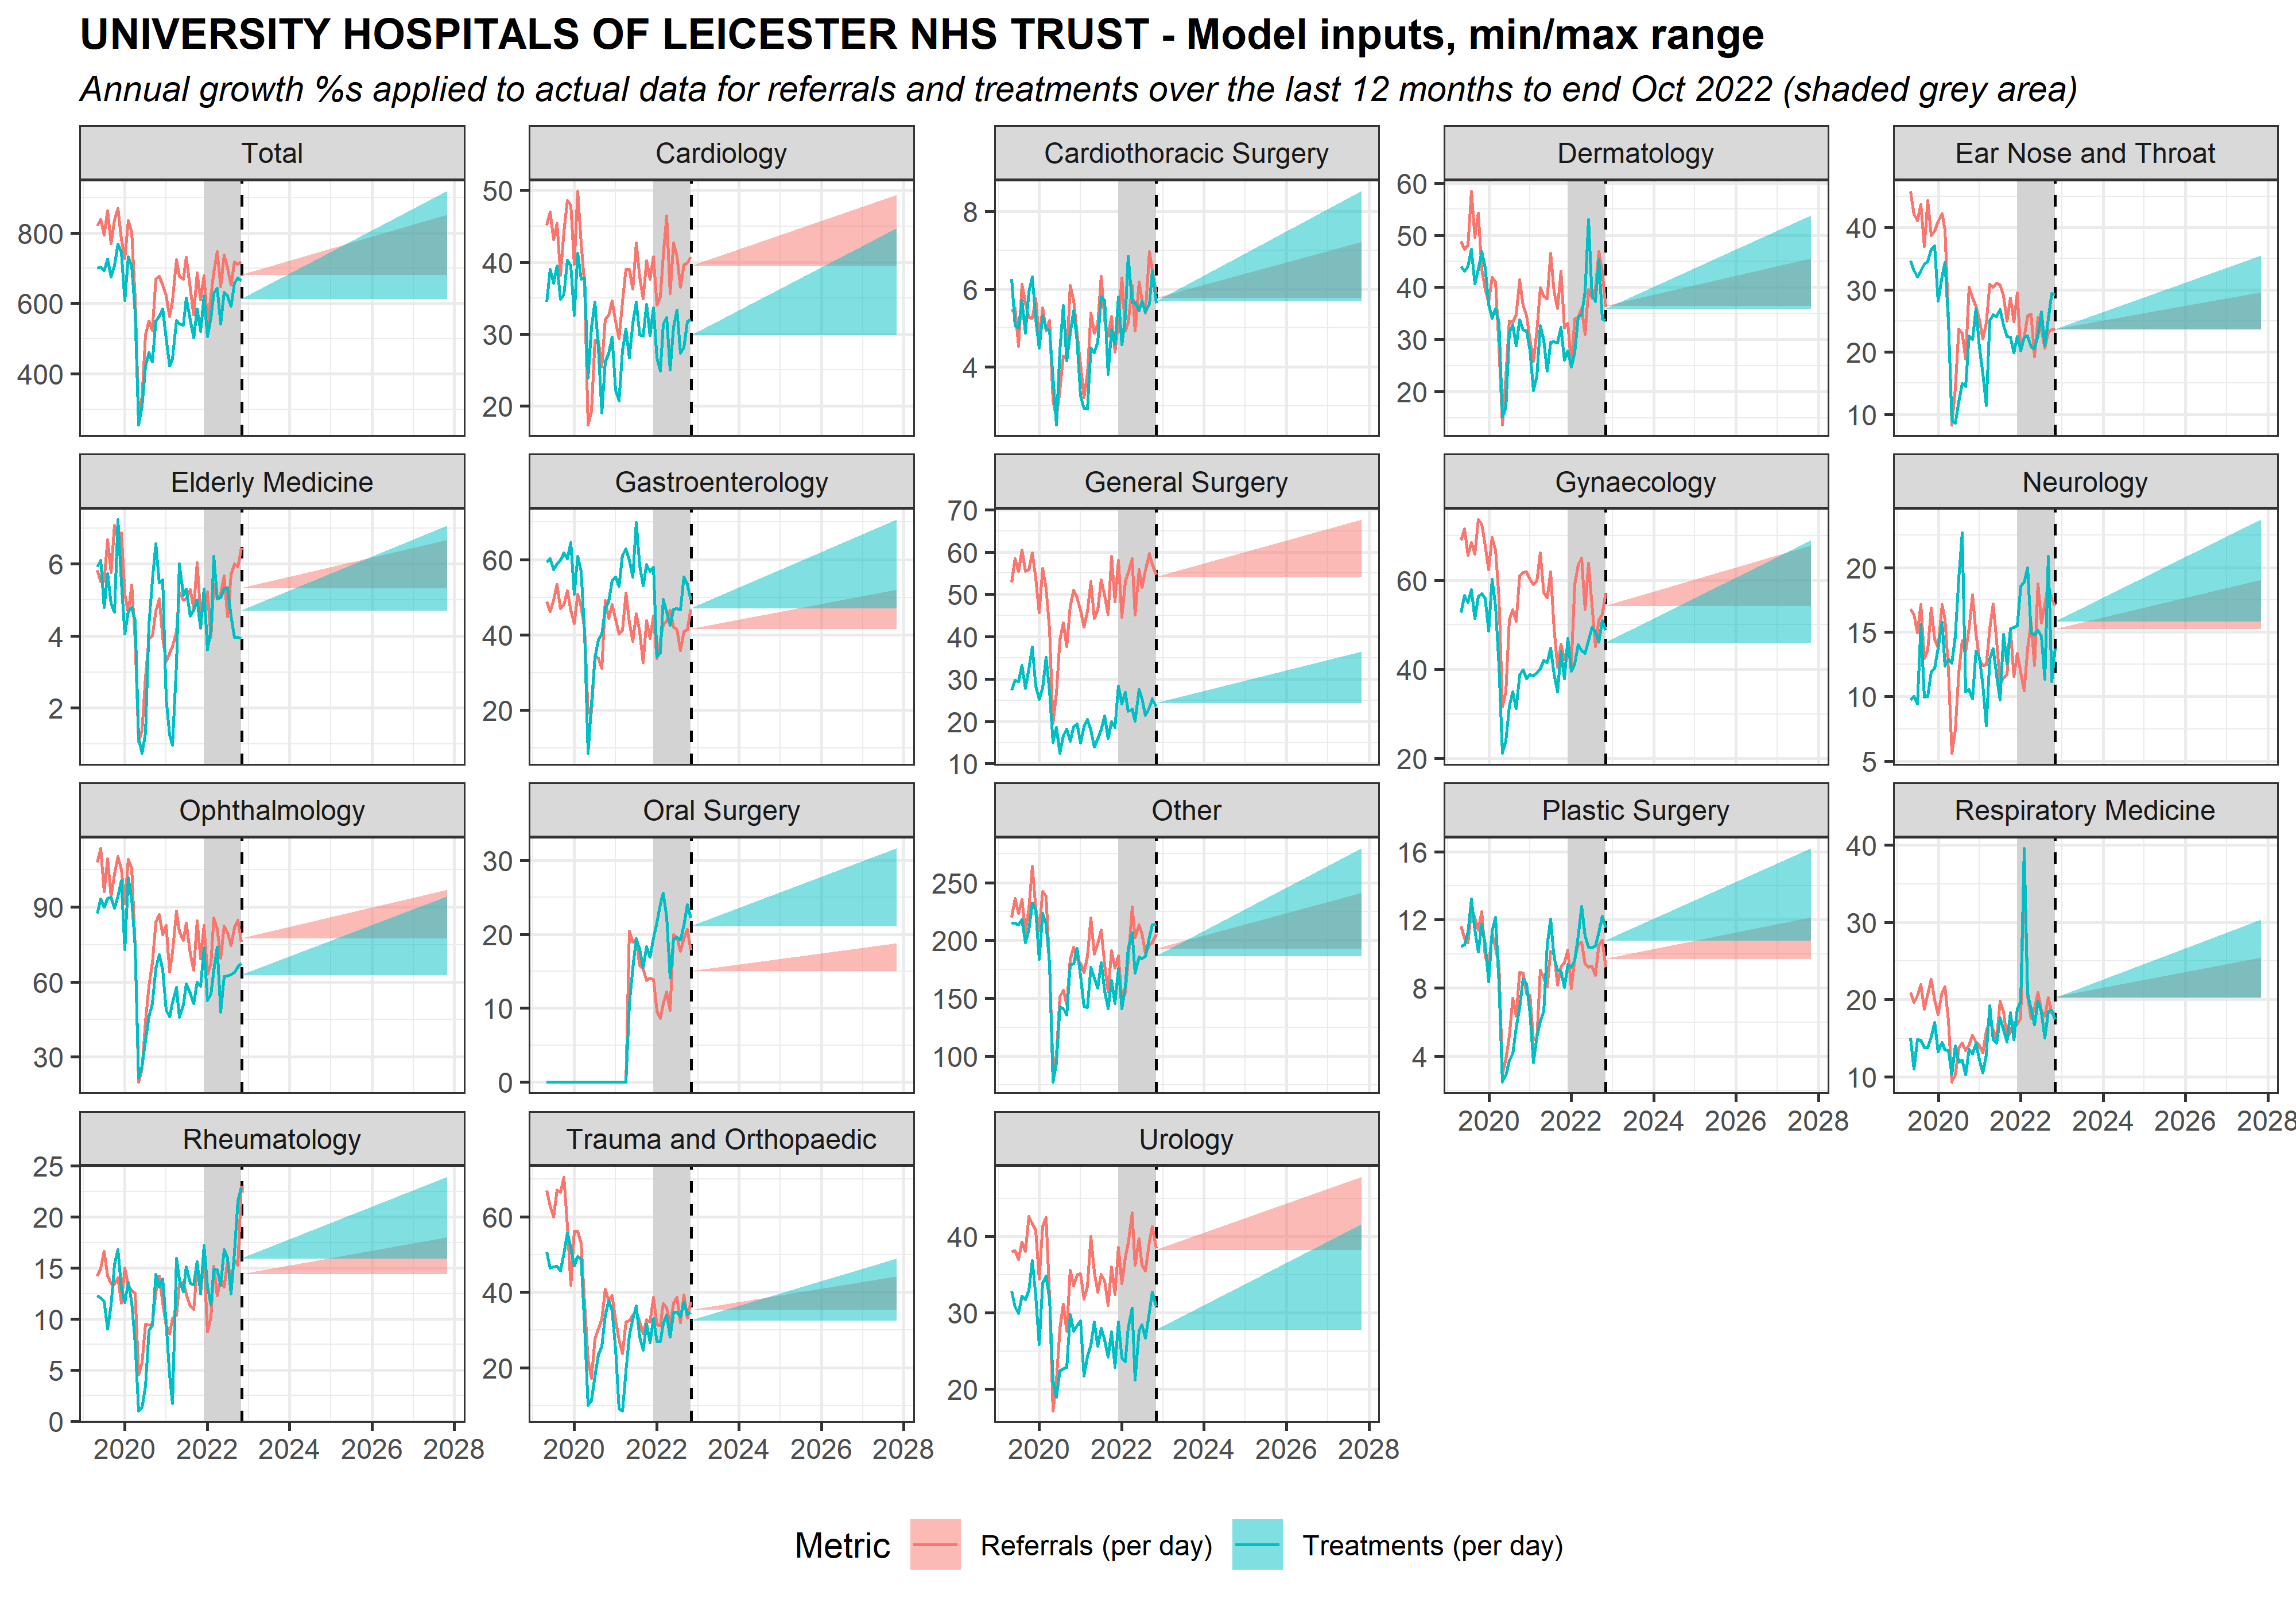 UNIVERSITY HOSPITALS OF LEICESTER NHS TRUST - Model inputs, min/max range
Annual growth %s applied to actual data for referrals and treatments over the last 12 months to end Oct 2022 (shaded grey area)
Total
Cardiology
Cardiothoracic Surgery
Dermatology
Ear Nose and Throat
800
600
400
50
40
30
20
8
6
4
60
50
40
30
20
40
30
20
10
Elderly Medicine
Gastroenterology
General Surgery
Gynaecology
Neurology
6
4
2
60
40
20
70
60
50
40
30
20
10
60
40
20
20
15
10
5
Ophthalmology
Oral Surgery
Other
Plastic Surgery
Respiratory Medicine
90
60
30
30
20
10
0
250
200
150
100
16
12
8
4
40
30
20
10
2020 2022 2024 2026 2028
2020 2022 2024 2026 2028
Rheumatology
Trauma and Orthopaedic
Urology
25
20
15
10
5
0
60
40
20
40
30
20
2020 2022 2024 2026 2028
2020 2022 2024 2026 2028
2020 2022 2024 2026 2028
Metric Referrals (per day) Treatments (per day)